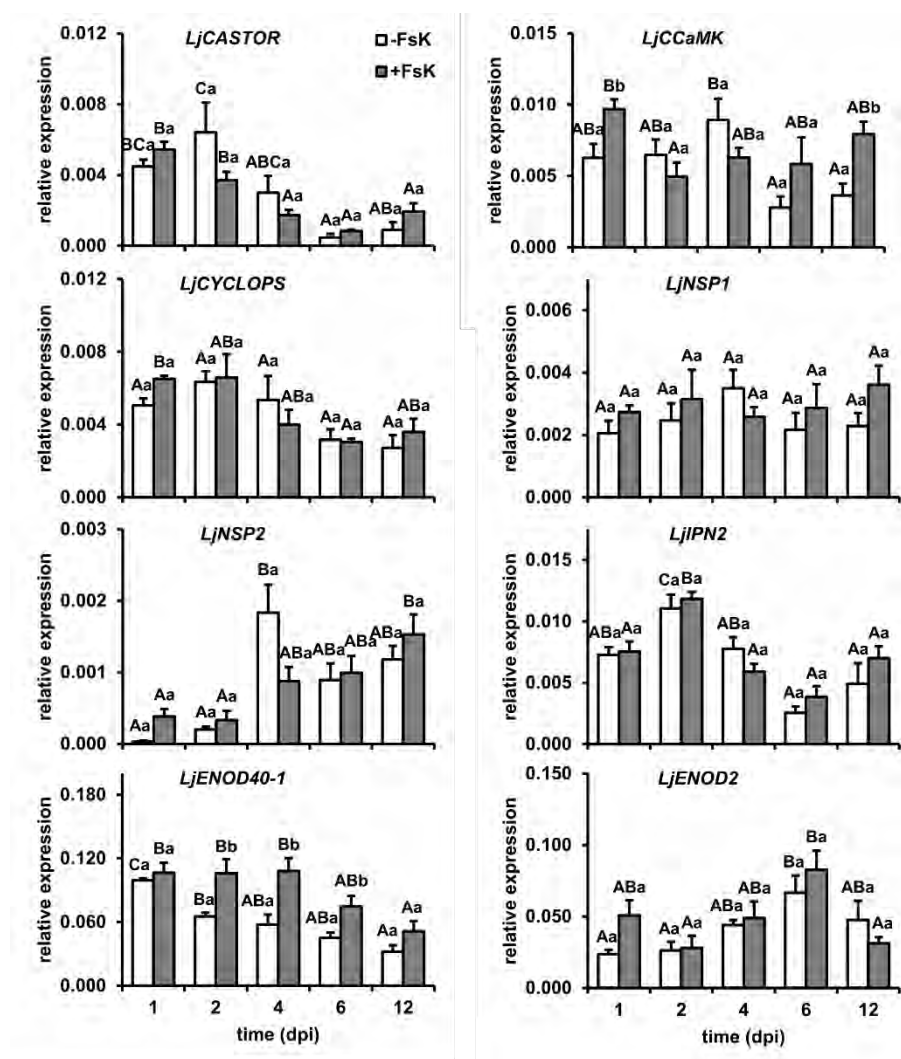 LjCASTOR
-FsK
+FsK
relative expression
0.012
0.008
0.004
0.000
BCa Ba Ca Ba ABCa Aa Aa Aa ABa Aa
LjCCaMK
relative expression
0.015
0.010
0.005
0.000
ABa Bb ABa Aa Ba ABa Aa ABa Aa ABb
LjCYCLOPS
relative expression
0.012
0.008
0.004
0.000
Aa Ba Aa ABa Aa ABa Aa Aa Aa ABa
LjNSP1
relative expression
0.006
0.004
0.002
0.000
Aa Aa Aa Aa Aa Aa Aa Aa Aa Aa
LjNSP2
relative expression
0.003
0.002
0.001
0.000
Aa Aa Aa Aa Ba ABa ABa ABa ABa Ba
LjIPN2
relative expression
0.015
0.010
0.005
0.000
ABa Aa Ca Ba ABa Aa Aa Aa Aa Aa
LjENOD40-1
relative expression
0.180
0.120
0.060
0.000
Ca Ba Ba Bb ABa Bb ABa ABb Aa Aa
1 2 4 6 12
time (dpi)
LjENOD2
relative expression
0.150
0.100
0.050
0.000
Aa ABa Aa Aa ABa ABa Ba Ba ABa Aa
1 2 4 6 12
time (dpi)